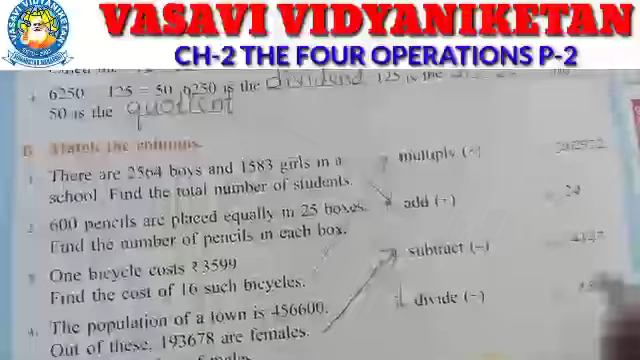 VASAVI VIDYANIKETAN
CH-2 THE FOUR OPERATIONS P-2
6250 125 = 50 6250 is the dividend 125 is the
50 is the quotient
B Match the columns.
1. There are 2564 boys and 1583 girls in a
school. Find the total number of students.
multiply (×)
2. 600 pencils are placed equally in 25 boxes.
Find the number of pencils in each box.
add (+)
24
3. One bicycle costs ₹3599
Find the cost of 16 such bicycles.
subtract (−)
4147
4. The population of a town is 456600.
Out of these, 193678 are females.
divide (÷)